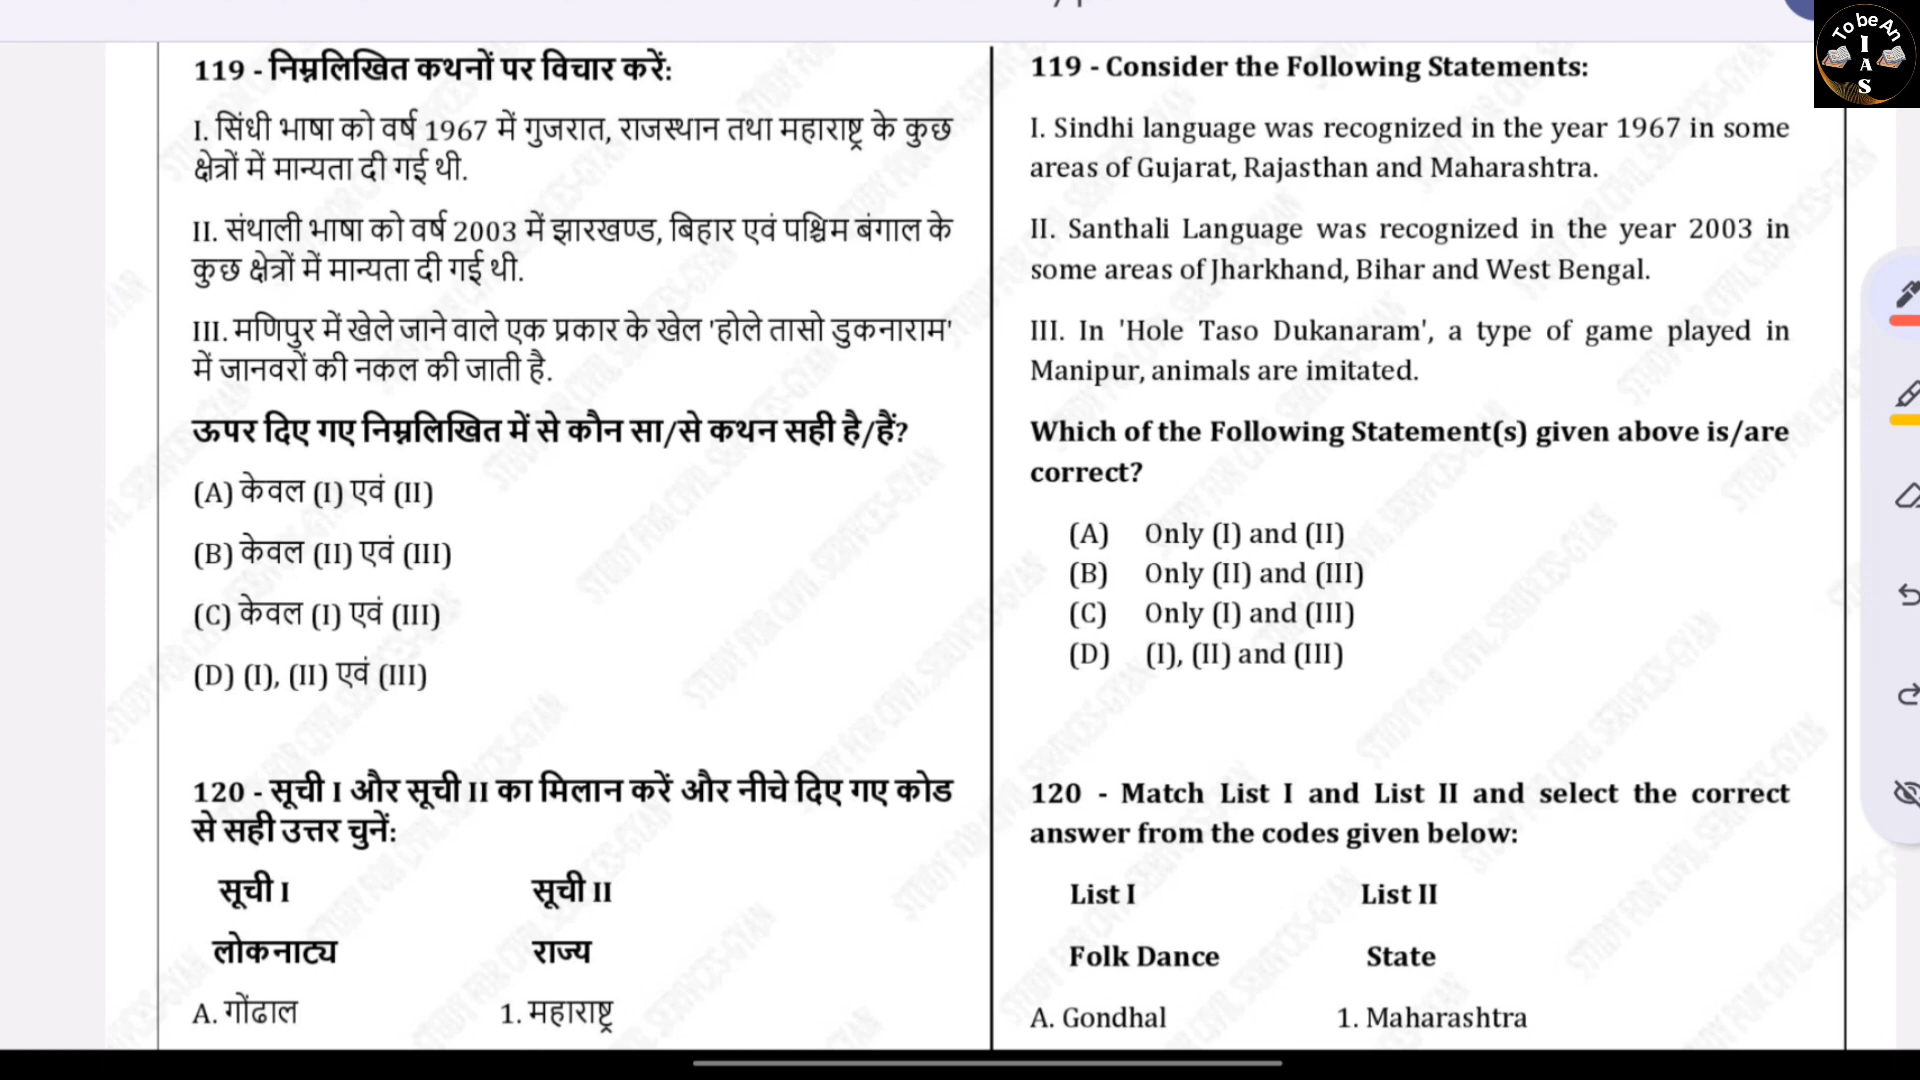 119 - निम्नलिखित कथनों पर विचार करें:
I. सिंधी भाषा को वर्ष 1967 में गुजरात, राजस्थान तथा महाराष्ट्र के कुछ
क्षेत्रों में मान्यता दी गई थी.
II. संथाली भाषा को वर्ष 2003 में झारखण्ड, बिहार एवं पश्चिम बंगाल के
कुछ क्षेत्रों में मान्यता दी गई थी.
III. मणिपुर में खेले जाने वाले एक प्रकार के खेल 'होले तासो डुकनाराम'
में जानवरों की नकल की जाती है.
ऊपर दिए गए निम्नलिखित में से कौन सा/से कथन सही है/हैं?
(A) केवल (I) एवं (II)
(B) केवल (II) एवं (III)
(C) केवल (I) एवं (III)
(D) (I), (II) एवं (III)
120 - सूची I और सूची II का मिलान करें और नीचे दिए गए कोड
से सही उत्तर चुनें:
सूची I सूची II
लोकनाट्य राज्य
A. गोंढाल 1. महाराष्ट्र
119 - Consider the Following Statements:
I. Sindhi language was recognized in the year 1967 in some
areas of Gujarat, Rajasthan and Maharashtra.
II. Santhali Language was recognized in the year 2003 in
some areas of Jharkhand, Bihar and West Bengal.
III. In 'Hole Taso Dukanaram', a type of game played in
Manipur, animals are imitated.
Which of the Following Statement(s) given above is/are
correct?
(A) Only (I) and (II)
(B) Only (II) and (III)
(C) Only (I) and (III)
(D) (I), (II) and (III)
120 - Match List I and List II and select the correct
answer from the codes given below:
List I List II
Folk Dance State
A. Gondhal 1. Maharashtra
To be An
I
A
S
STUDY FOR CIVIL SERVICES-GYAN